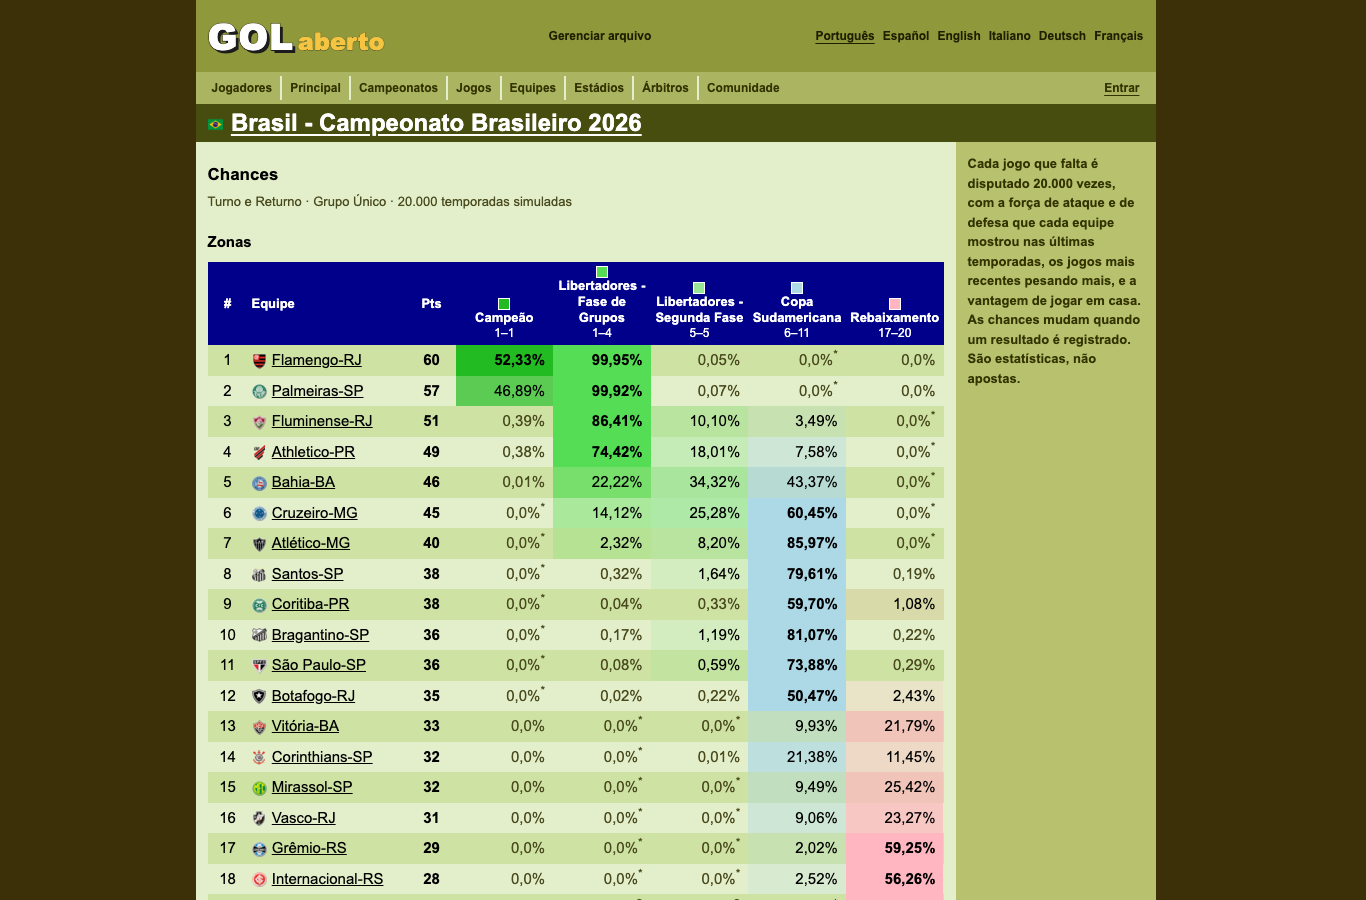 GOL aberto
Gerenciar arquivo
Português Español English Italiano Deutsch Français
Jogadores Principal Campeonatos Jogos Equipes Estádios Árbitros Comunidade Entrar
Brasil - Campeonato Brasileiro 2026
Chances
Turno e Returno · Grupo Único · 20.000 temporadas simuladas
Zonas
# Equipe Pts Campeão 1–1 Libertadores - Fase de Grupos 1–4 Libertadores - Segunda Fase 5–5 Copa Sudamericana 6–11 Rebaixamento 17–20
1 Flamengo-RJ 60 52,33% 99,95% 0,05% 0,0%* 0,0%
2 Palmeiras-SP 57 46,89% 99,92% 0,07% 0,0%* 0,0%
3 Fluminense-RJ 51 0,39% 86,41% 10,10% 3,49% 0,0%*
4 Athletico-PR 49 0,38% 74,42% 18,01% 7,58% 0,0%*
5 Bahia-BA 46 0,01% 22,22% 34,32% 43,37% 0,0%*
6 Cruzeiro-MG 45 0,0%* 14,12% 25,28% 60,45% 0,0%*
7 Atlético-MG 40 0,0%* 2,32% 8,20% 85,97% 0,0%*
8 Santos-SP 38 0,0%* 0,32% 1,64% 79,61% 0,19%
9 Coritiba-PR 38 0,0%* 0,04% 0,33% 59,70% 1,08%
10 Bragantino-SP 36 0,0%* 0,17% 1,19% 81,07% 0,22%
11 São Paulo-SP 36 0,0%* 0,08% 0,59% 73,88% 0,29%
12 Botafogo-RJ 35 0,0%* 0,02% 0,22% 50,47% 2,43%
13 Vitória-BA 33 0,0% 0,0%* 0,0%* 9,93% 21,79%
14 Corinthians-SP 32 0,0% 0,0%* 0,01% 21,38% 11,45%
15 Mirassol-SP 32 0,0% 0,0%* 0,0%* 9,49% 25,42%
16 Vasco-RJ 31 0,0% 0,0%* 0,0%* 9,06% 23,27%
17 Grêmio-RS 29 0,0% 0,0%* 0,0%* 2,02% 59,25%
18 Internacional-RS 28 0,0% 0,0%* 0,0%* 2,52% 56,26%
Cada jogo que falta é
disputado 20.000 vezes,
com a força de ataque e de
defesa que cada equipe
mostrou nas últimas
temporadas, os jogos mais
recentes pesando mais, e a
vantagem de jogar em casa.
As chances mudam quando
um resultado é registrado.
São estatísticas, não
apostas.